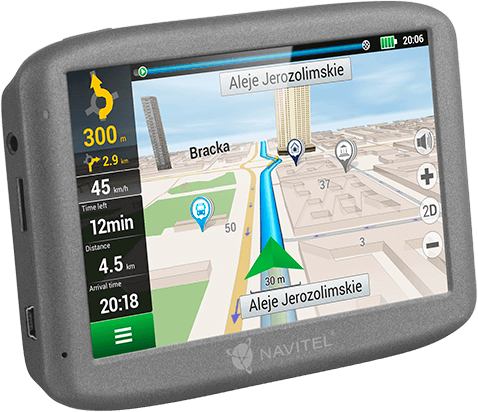 20:06
Aleje Jerozolimskie
300 m
2.9 km
45 km/h
Time left
12min
Distance
4.5 km
Arrival time
20:18
Bracka
37
50
3
2D
30 m
Aleje Jerozolimskie
NAVITEL®